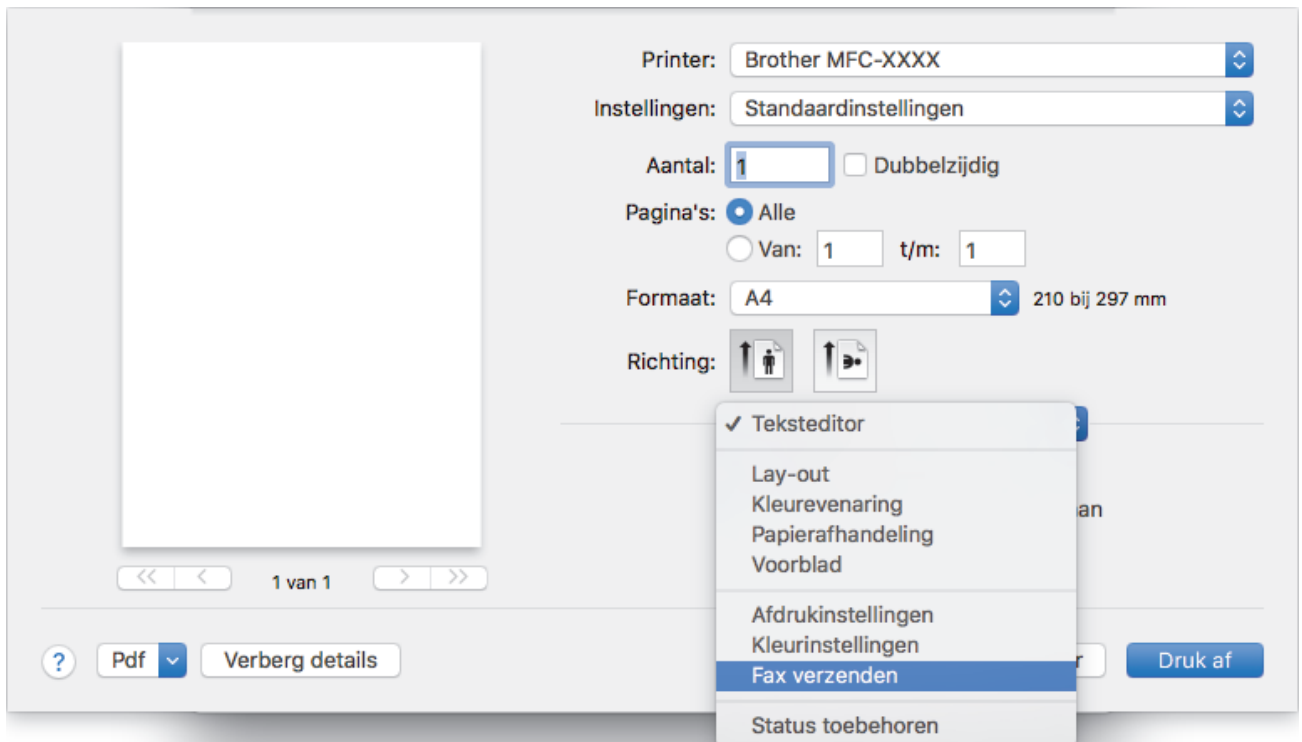 Printer: Brother MFC-XXXX
Instellingen: Standaardinstellingen
Aantal: 1 Dubbelzijdig
Pagina's: Alle
Van: 1 t/m: 1
Formaat: A4 210 bij 297 mm
Richting:
✓ Teksteditor
Lay-out
Kleurevenaring
Papierafhandeling
Voorblad
Afdrukinstellingen
Kleurinstellingen
Fax verzenden
Status toebehoren
<< < 1 van 1 > >>
? Pdf Verberg details Druk af